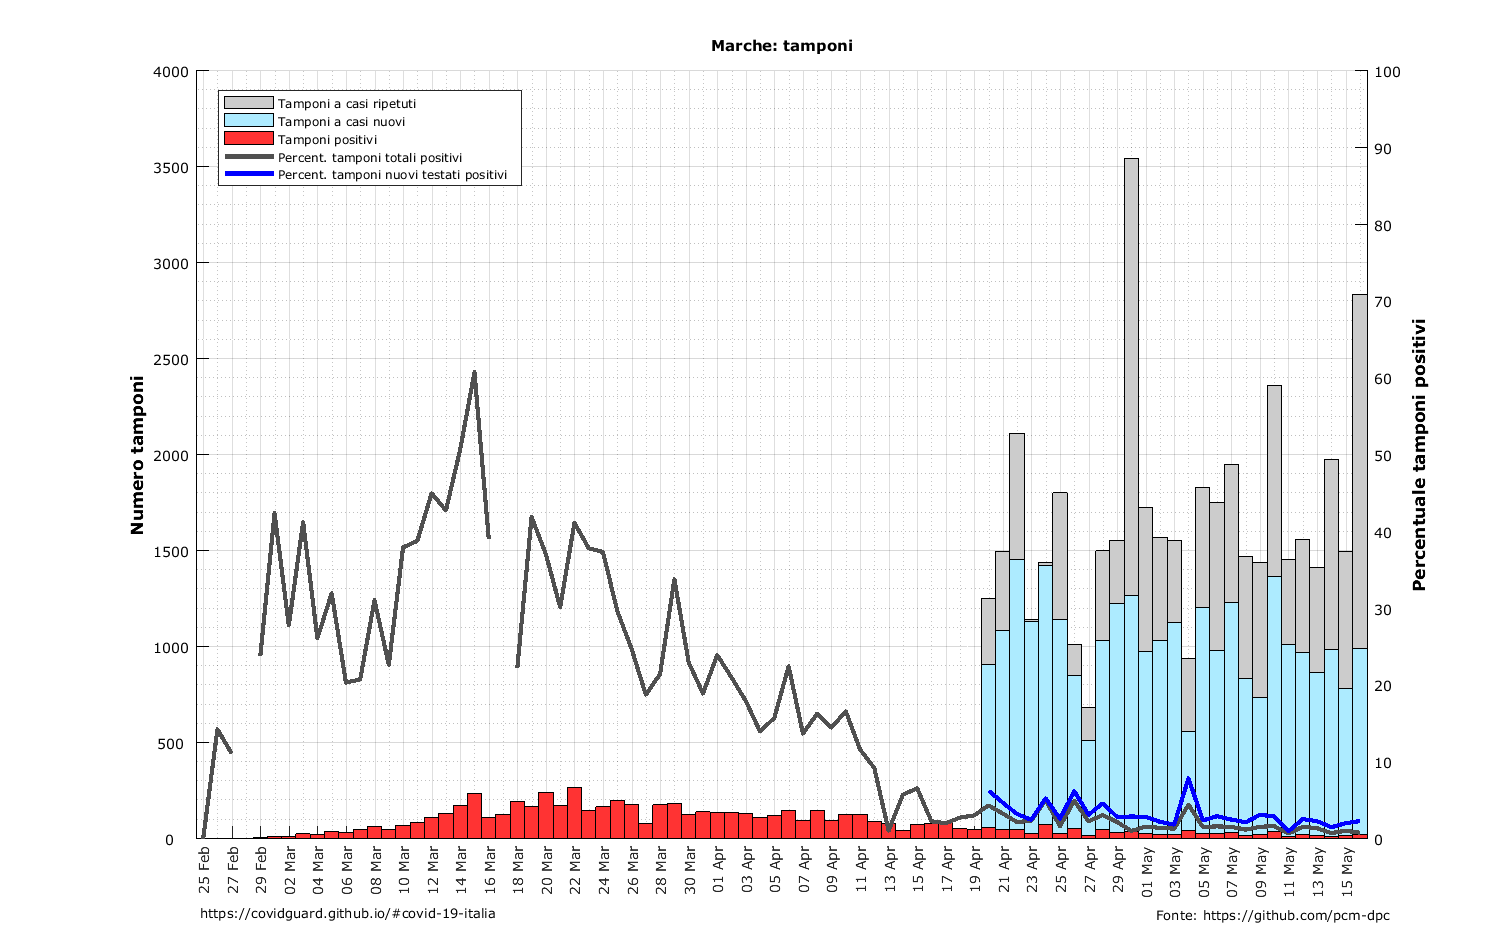 Marche: tamponi
Tamponi a casi ripetuti
Tamponi a casi nuovi
Tamponi positivi
Percent. tamponi totali positivi
Percent. tamponi nuovi testati positivi
Numero tamponi
4000
3500
3000
2500
2000
1500
1000
500
0
Percentuale tamponi positivi
100
90
80
70
60
50
40
30
20
10
0
25 Feb
27 Feb
29 Feb
02 Mar
04 Mar
06 Mar
08 Mar
10 Mar
12 Mar
14 Mar
16 Mar
18 Mar
20 Mar
22 Mar
24 Mar
26 Mar
28 Mar
30 Mar
01 Apr
03 Apr
05 Apr
07 Apr
09 Apr
11 Apr
13 Apr
15 Apr
17 Apr
19 Apr
21 Apr
23 Apr
25 Apr
27 Apr
29 Apr
01 May
03 May
05 May
07 May
09 May
11 May
13 May
15 May
https://covidguard.github.io/#covid-19-italia
Fonte: https://github.com/pcm-dpc